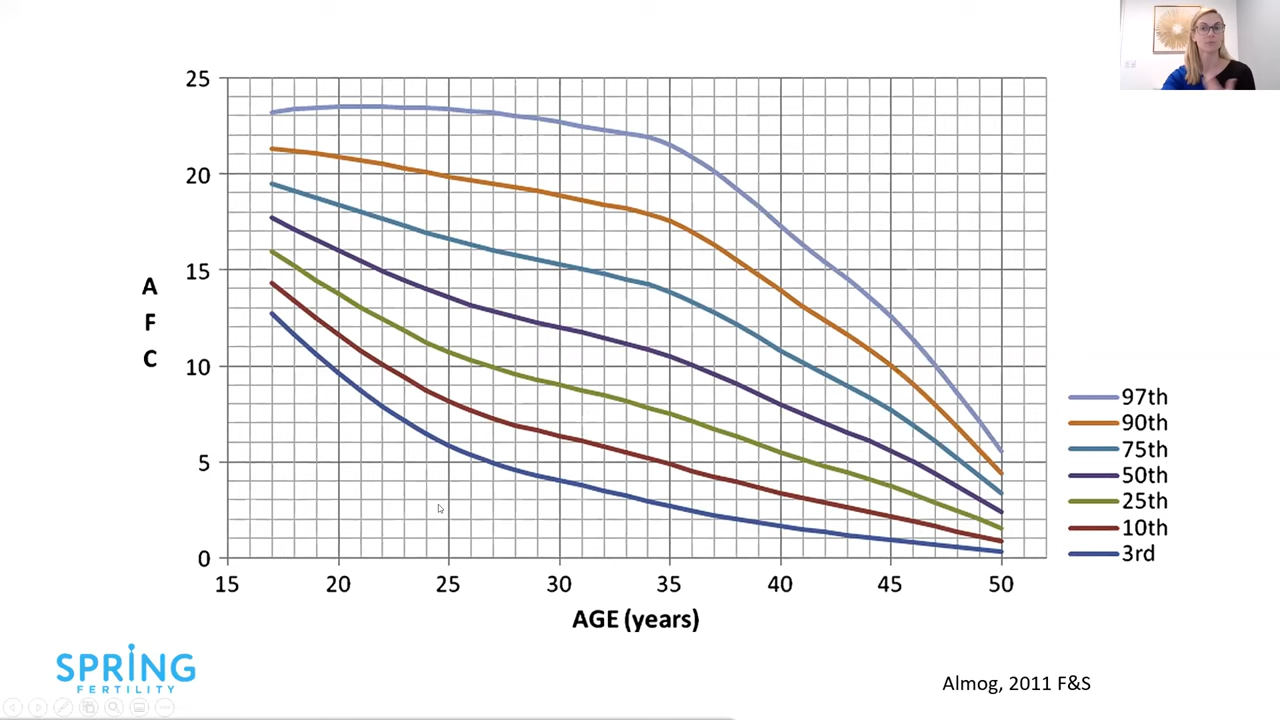 25
20
15
10
5
0
A
F
C
15 20 25 30 35 40 45 50
AGE (years)
97th
90th
75th
50th
25th
10th
3rd
SPRING
FERTILITY
Almog, 2011 F&S